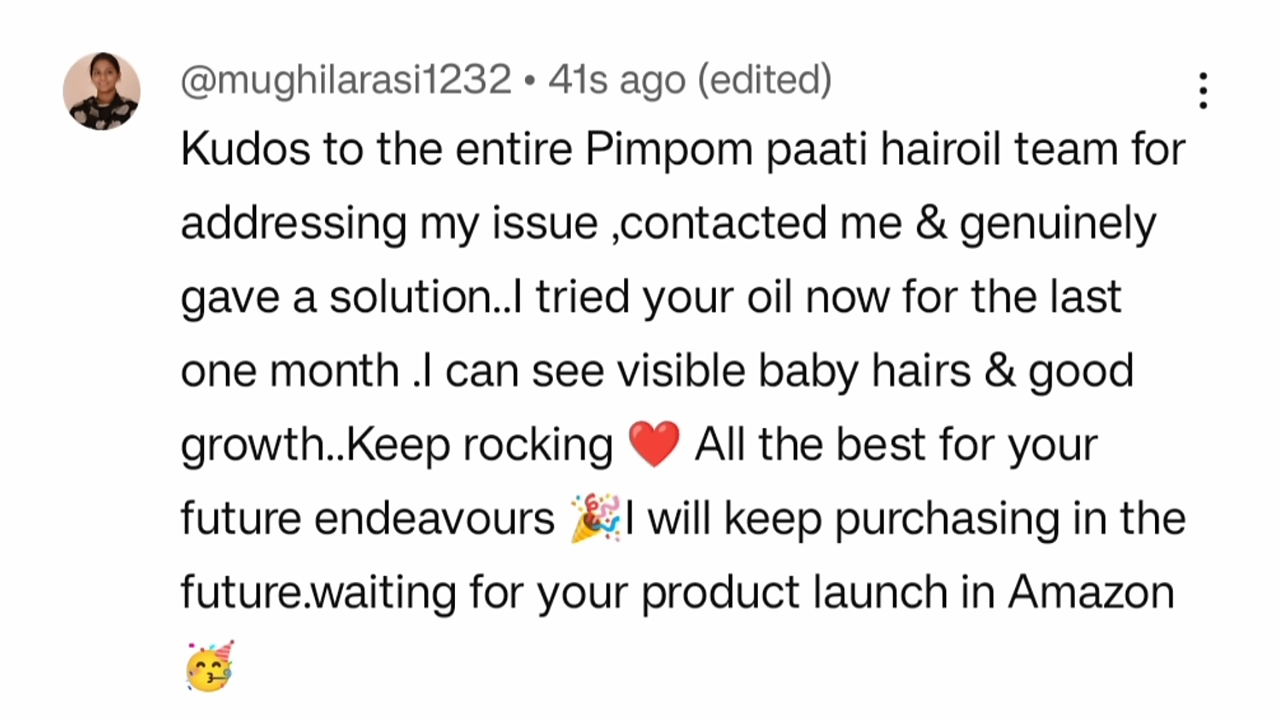 @mughilarasi1232 • 41s ago (edited)
Kudos to the entire Pimpom paati hairoil team for
addressing my issue ,contacted me & genuinely
gave a solution..I tried your oil now for the last
one month .I can see visible baby hairs & good
growth..Keep rocking ❤️ All the best for your
future endeavours 🎉I will keep purchasing in the
future.waiting for your product launch in Amazon
🥳